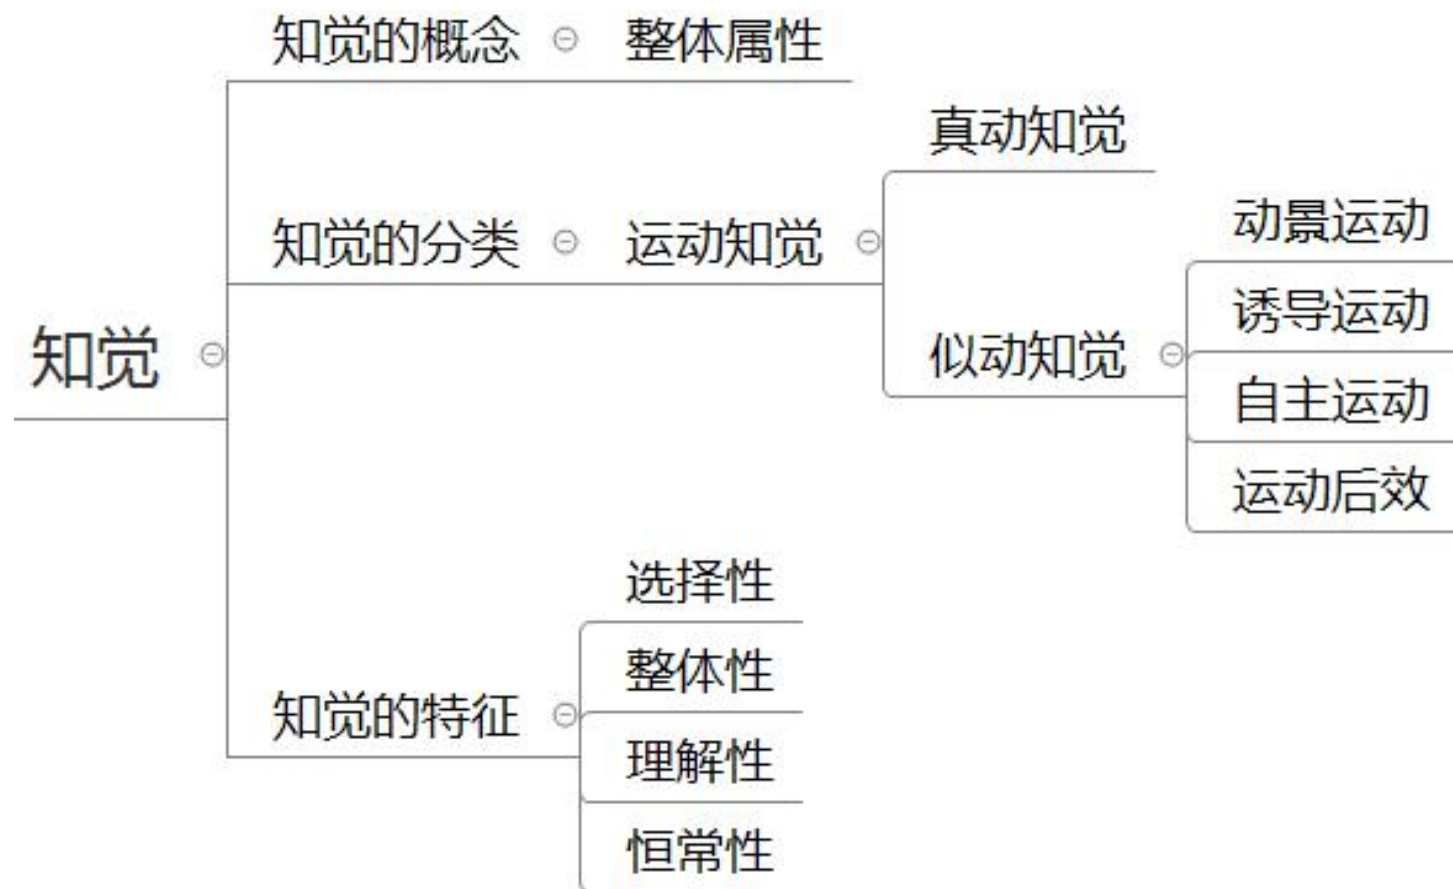 知觉
知觉的概念
整体属性
知觉的分类
运动知觉
真动知觉
似动知觉
动景运动
诱导运动
自主运动
运动后效
知觉的特征
选择性
整体性
理解性
恒常性